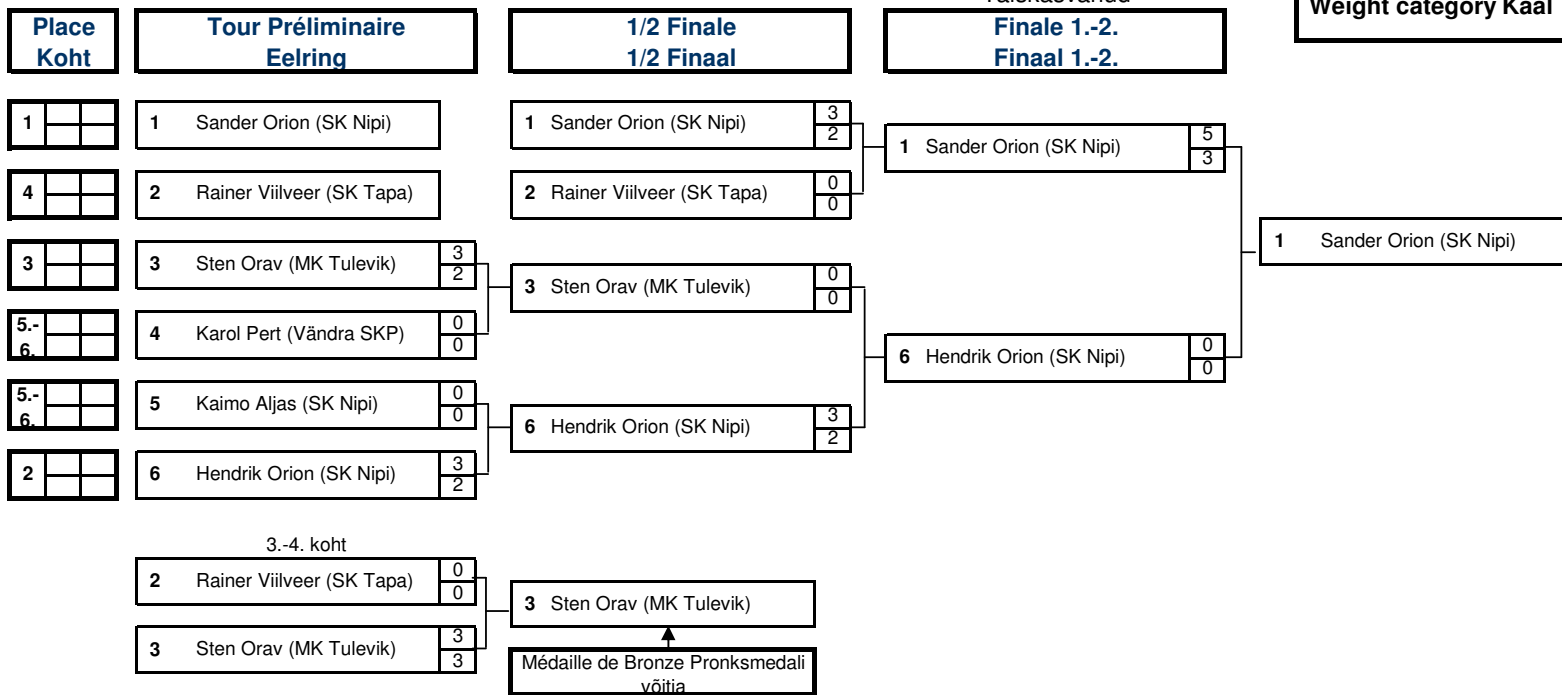 Täiskasvanud
Weight category Kaal
Place
Koht
Tour Préliminaire
Eelring
1/2 Finale
1/2 Finaal
Finale 1.-2.
Finaal 1.-2.
1
1 Sander Orion (SK Nipi)
1 Sander Orion (SK Nipi) 3
2
1 Sander Orion (SK Nipi) 5
3
4
2 Rainer Viilveer (SK Tapa)
2 Rainer Viilveer (SK Tapa) 0
0
1 Sander Orion (SK Nipi)
3
3 Sten Orav (MK Tulevik) 3
2
3 Sten Orav (MK Tulevik) 0
0
5.-
6.
4 Karol Pert (Vändra SKP) 0
0
6 Hendrik Orion (SK Nipi) 0
0
5.-
6.
5 Kaimo Aljas (SK Nipi) 0
0
6 Hendrik Orion (SK Nipi) 3
2
2
6 Hendrik Orion (SK Nipi) 3
2
3.-4. koht
2 Rainer Viilveer (SK Tapa) 0
0
3 Sten Orav (MK Tulevik)
3 Sten Orav (MK Tulevik) 3
3
Médaille de Bronze Pronksmedali
võitja